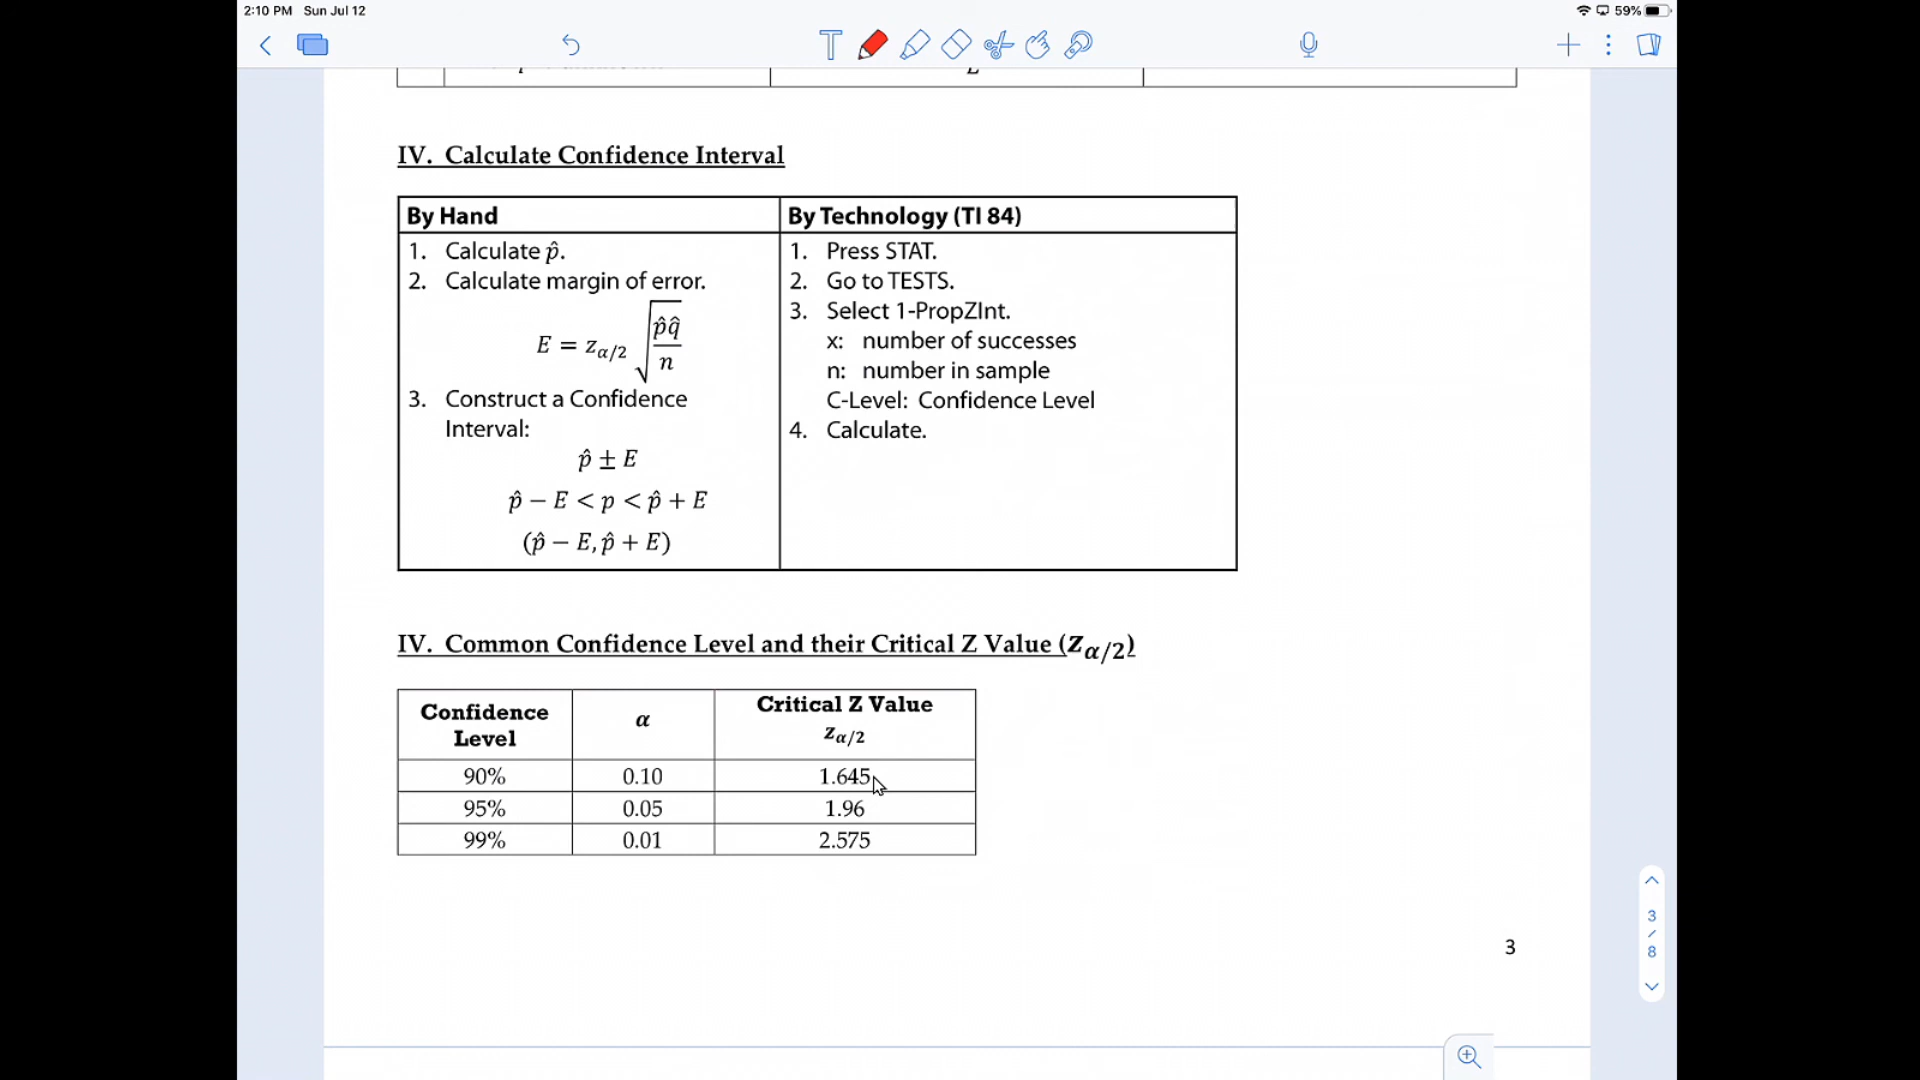 2:10 PM Sun Jul 12
59%
IV. Calculate Confidence Interval
By Hand
1. Calculate p̂.
2. Calculate margin of error.
E = z_{α/2} √(p̂q̂/n)
3. Construct a Confidence
Interval:
p̂ ± E
p̂ − E < p < p̂ + E
(p̂ − E, p̂ + E)
By Technology (TI 84)
1. Press STAT.
2. Go to TESTS.
3. Select 1-PropZInt.
x: number of successes
n: number in sample
C-Level: Confidence Level
4. Calculate.
IV. Common Confidence Level and their Critical Z Value (Z_{α/2})
Confidence
Level
α
Critical Z Value
z_{α/2}
90% 0.10 1.645
95% 0.05 1.96
99% 0.01 2.575
3
3
/
8